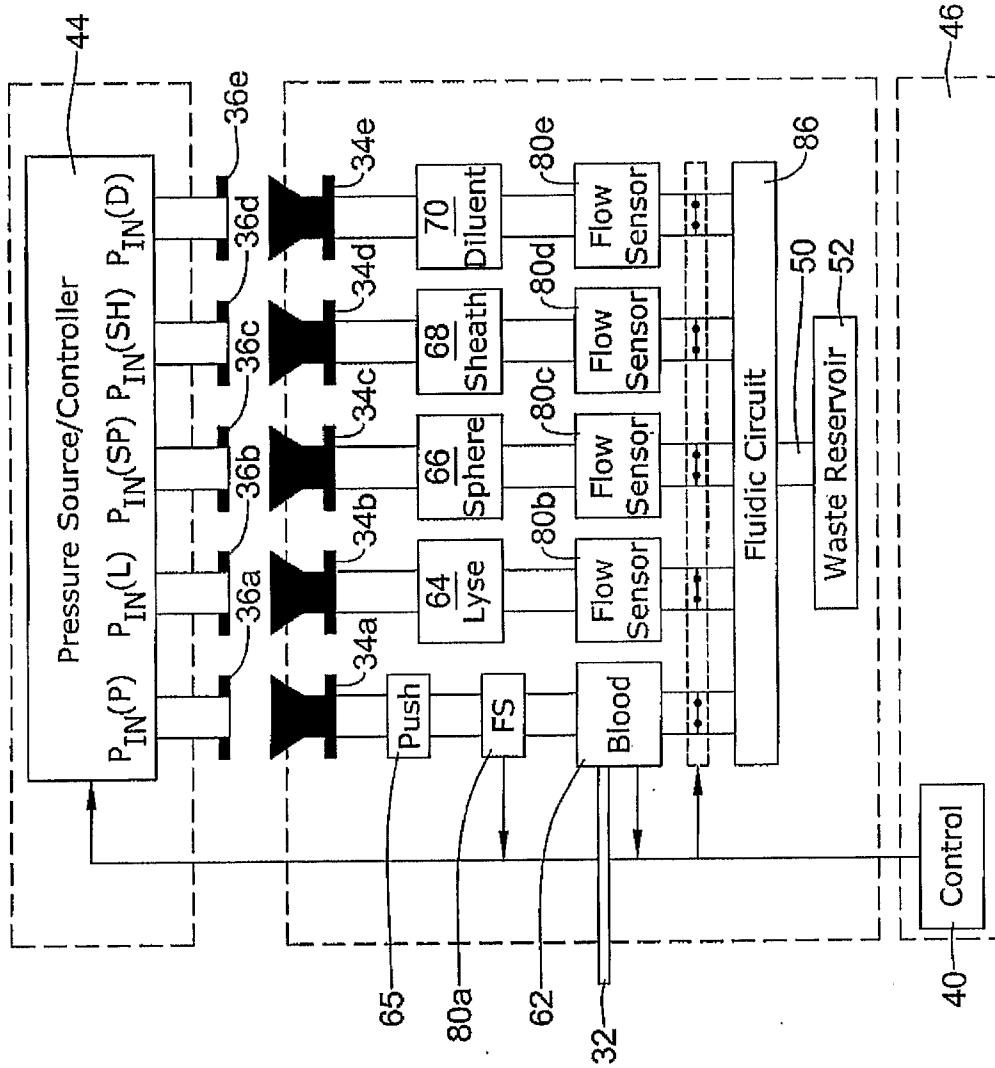 44
Pressure Source/Controller
P_IN(P) P_IN(L) P_IN(SP) P_IN(SH) P_IN(D)
36a 36b 36c 36d 36e
34a 34b 34c 34d 34e
65
Push
64 Lyse
66 Sphere
68 Sheath
70 Diluent
80a
FS
80b 80c 80d 80e
62
Blood
Flow Sensor
Flow Sensor
Flow Sensor
Flow Sensor
32
Fluidic Circuit
86
50
Waste Reservoir
52
40
Control
46